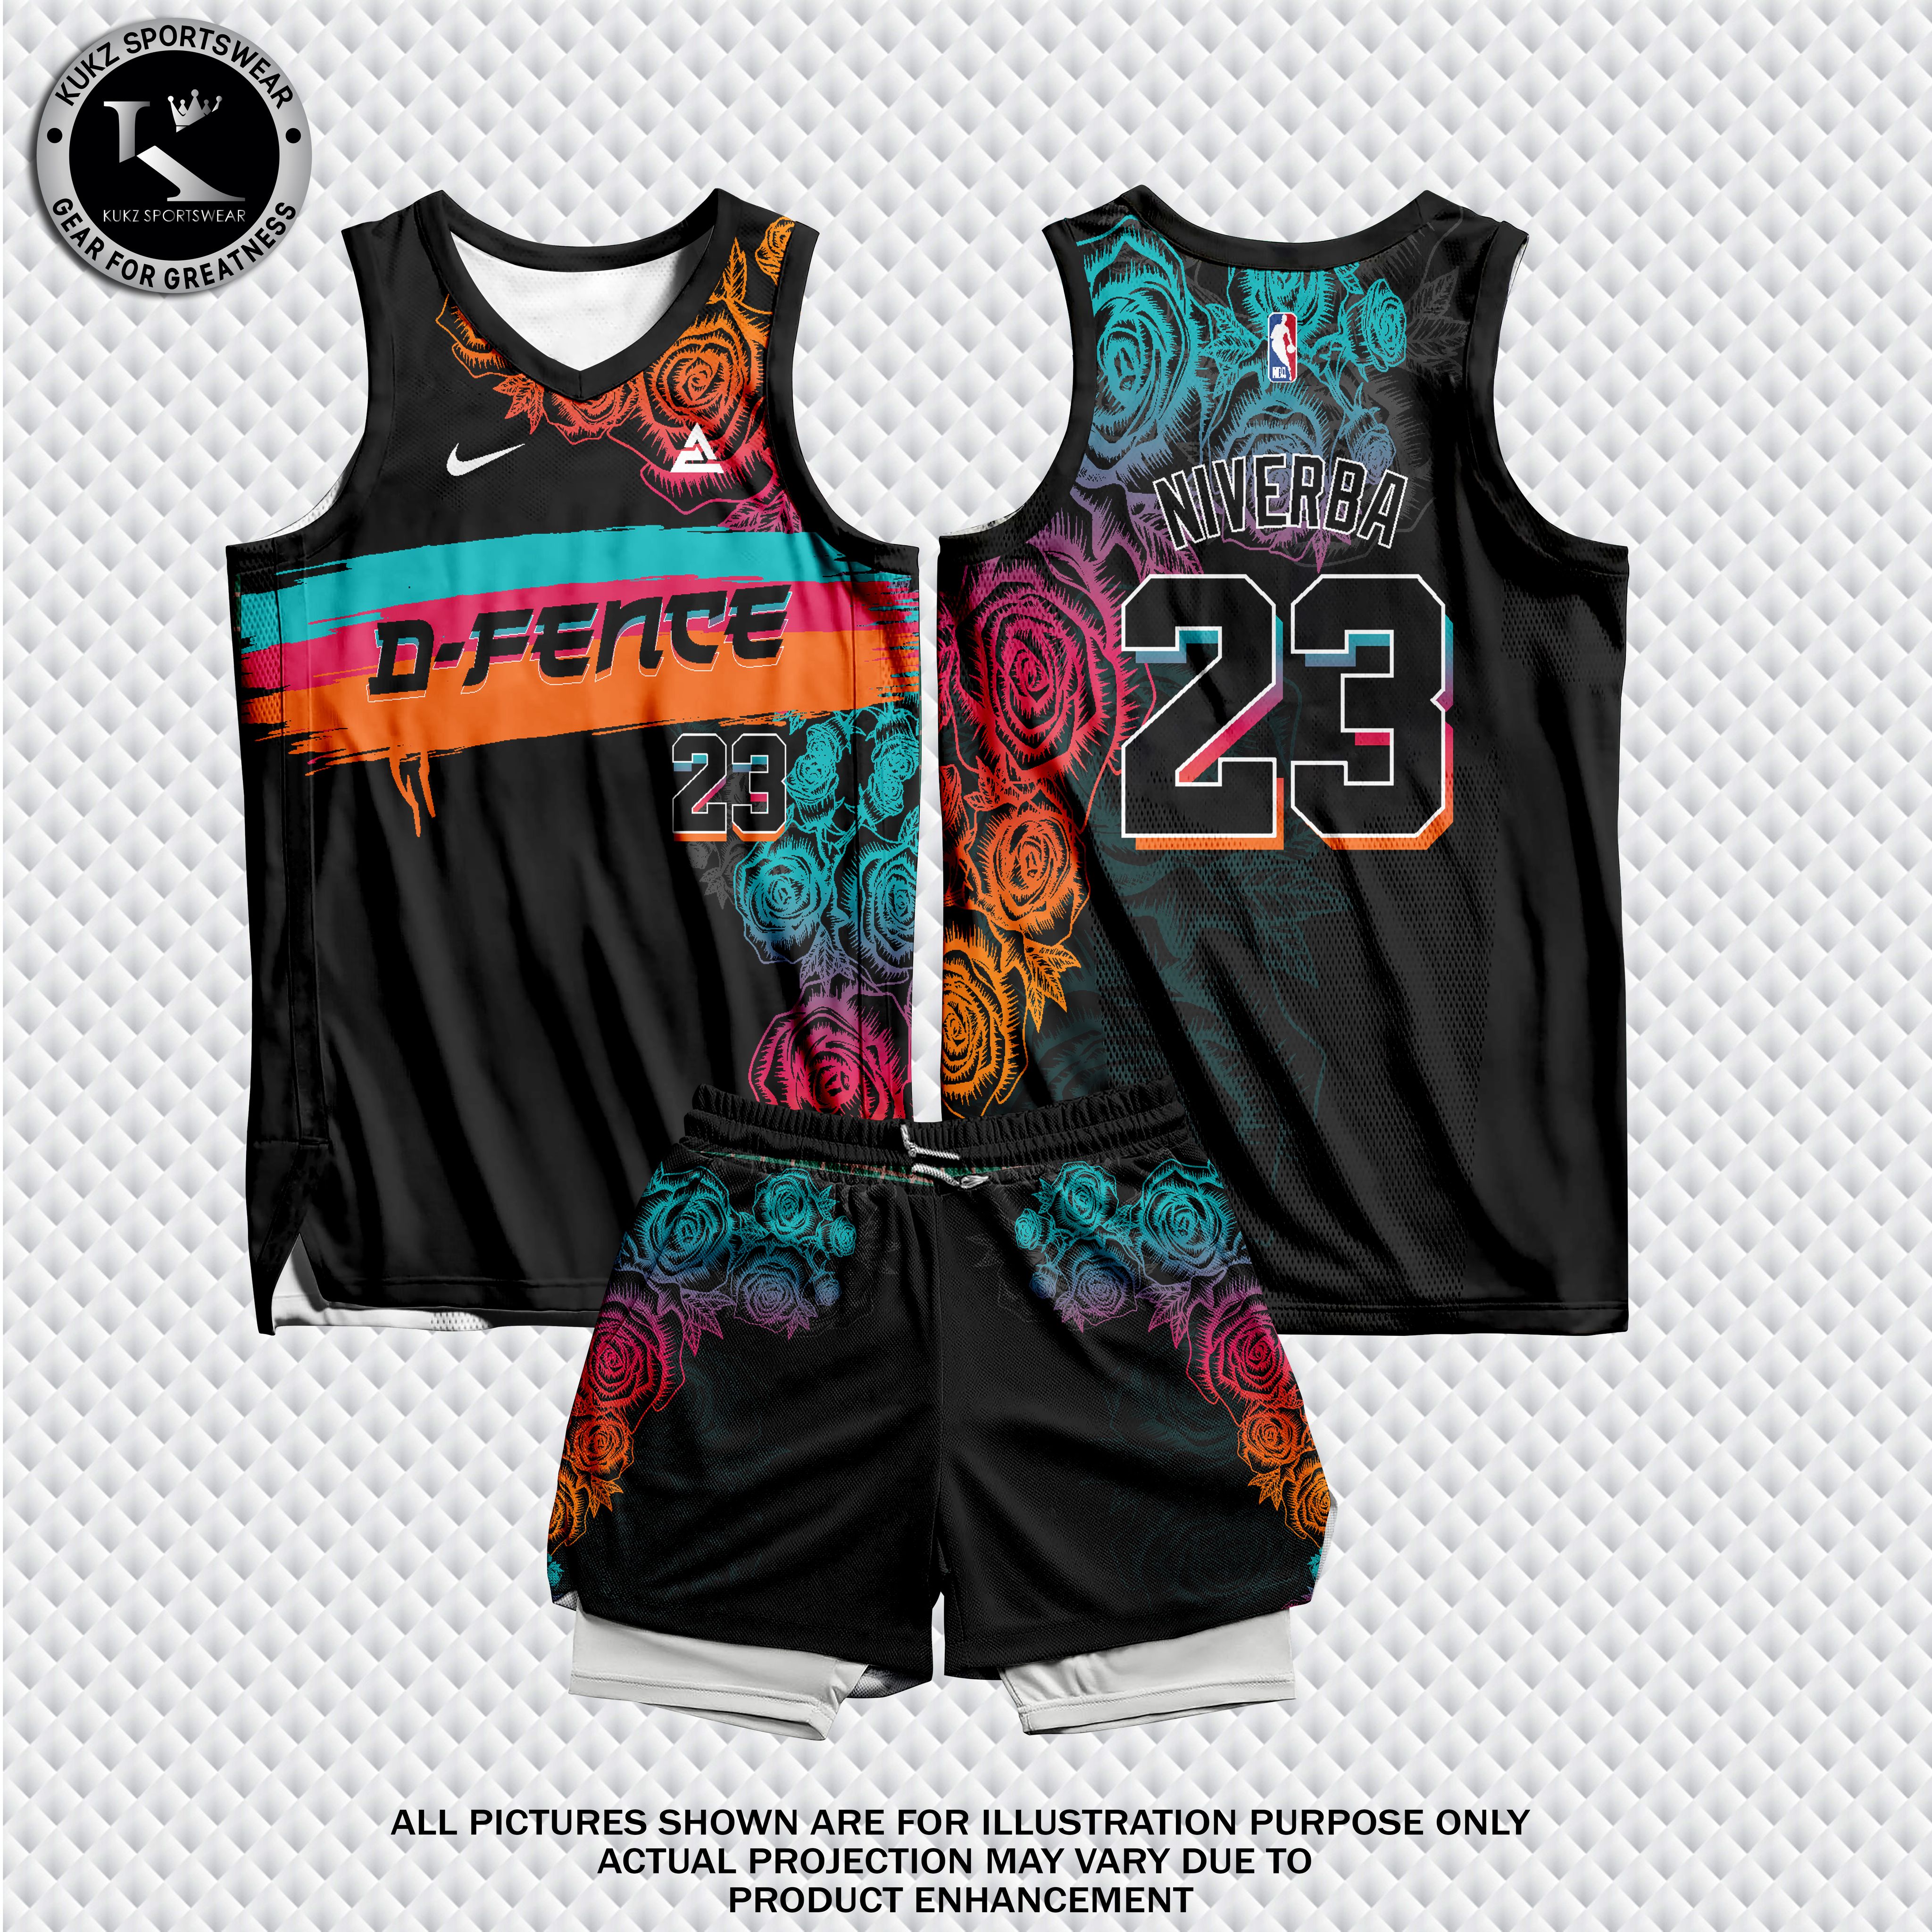 KUKZ SPORTSWEAR
KUKZ SPORTSWEAR
GEAR FOR GREATNESS
D-FENCE
23
NBA
NIVERBA
23
ALL PICTURES SHOWN ARE FOR ILLUSTRATION PURPOSE ONLY
ACTUAL PROJECTION MAY VARY DUE TO
PRODUCT ENHANCEMENT